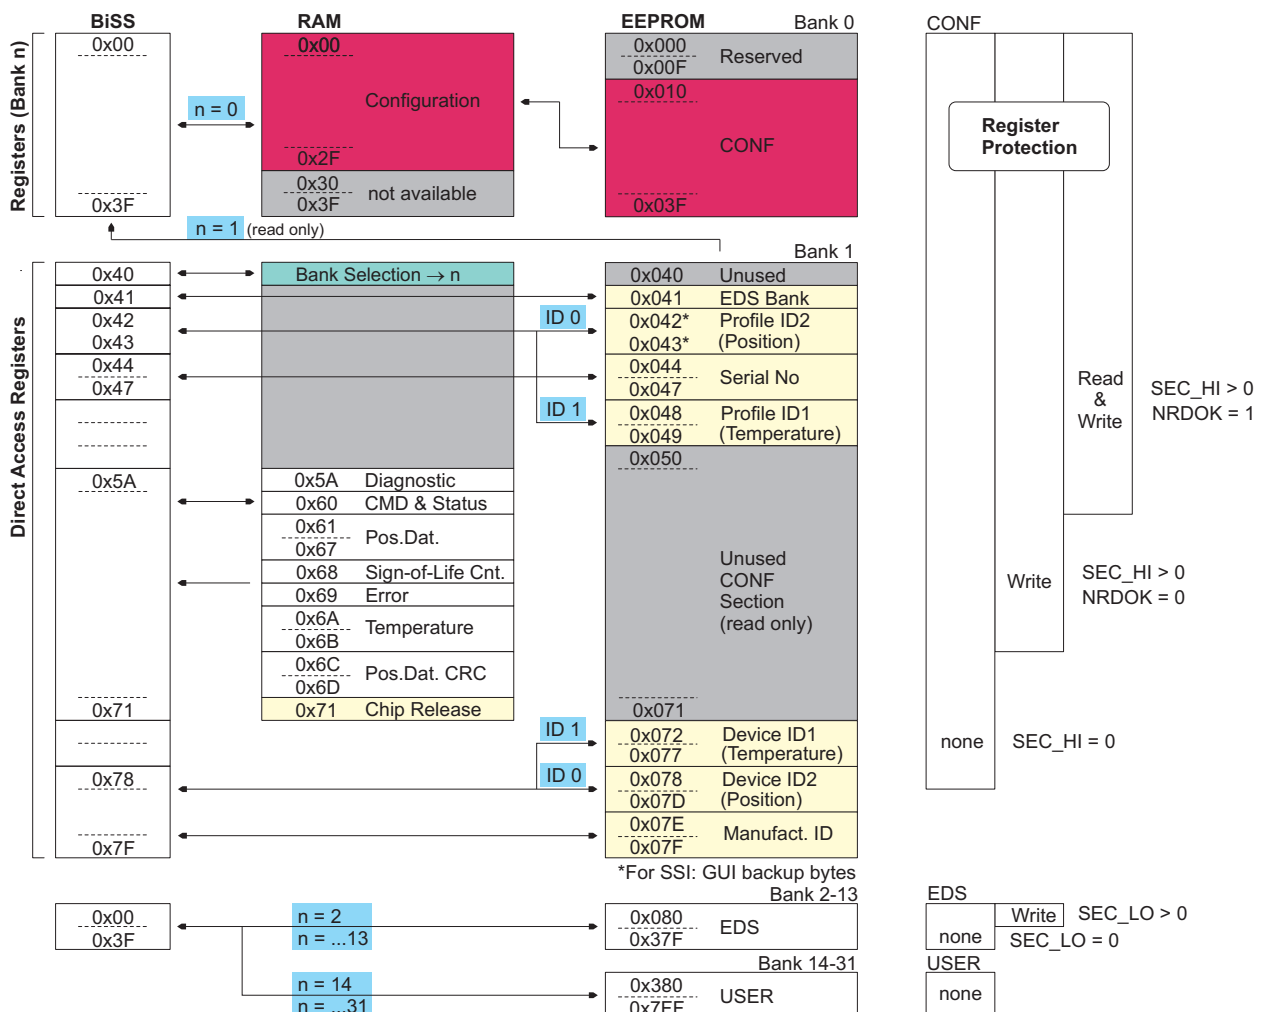 BiSS RAM EEPROM Bank 0 CONF
Registers (Bank n)
0x00 0x00 0x000
0x00F Reserved
0x010
n = 0 Configuration
CONF
Register
Protection
0x2F
0x30
0x3F not available
0x3F 0x03F
n = 1 (read only)
Bank 1
Direct Access Registers
0x40 Bank Selection → n 0x040 Unused
0x41 0x041 EDS Bank
0x42 ID 0 0x042* Profile ID2
0x43 0x043* (Position)
0x44 0x044
0x47 0x047 Serial No
ID 1 0x048 Profile ID1
0x049 (Temperature)
0x050
Read
&
Write
SEC_HI > 0
NRDOK = 1
0x5A 0x5A Diagnostic
0x60 CMD & Status
0x61
0x67 Pos.Dat.
0x68 Sign-of-Life Cnt.
0x69 Error
0x6A
0x6B Temperature
0x6C
0x6D Pos.Dat. CRC
Unused
CONF
Section
(read only)
Write
SEC_HI > 0
NRDOK = 0
0x71 0x71 Chip Release 0x071
ID 1 0x072 Device ID1
0x077 (Temperature)
none SEC_HI = 0
0x78 ID 0 0x078 Device ID2
0x07D (Position)
0x07E
0x7F 0x07F Manufact. ID
*For SSI: GUI backup bytes
Bank 2-13 EDS
0x00 n = 2 0x080 Write SEC_LO > 0
0x3F n = ...13 0x37F EDS none SEC_LO = 0
Bank 14-31 USER
n = 14 0x380
n = ...31 0x7FF USER none